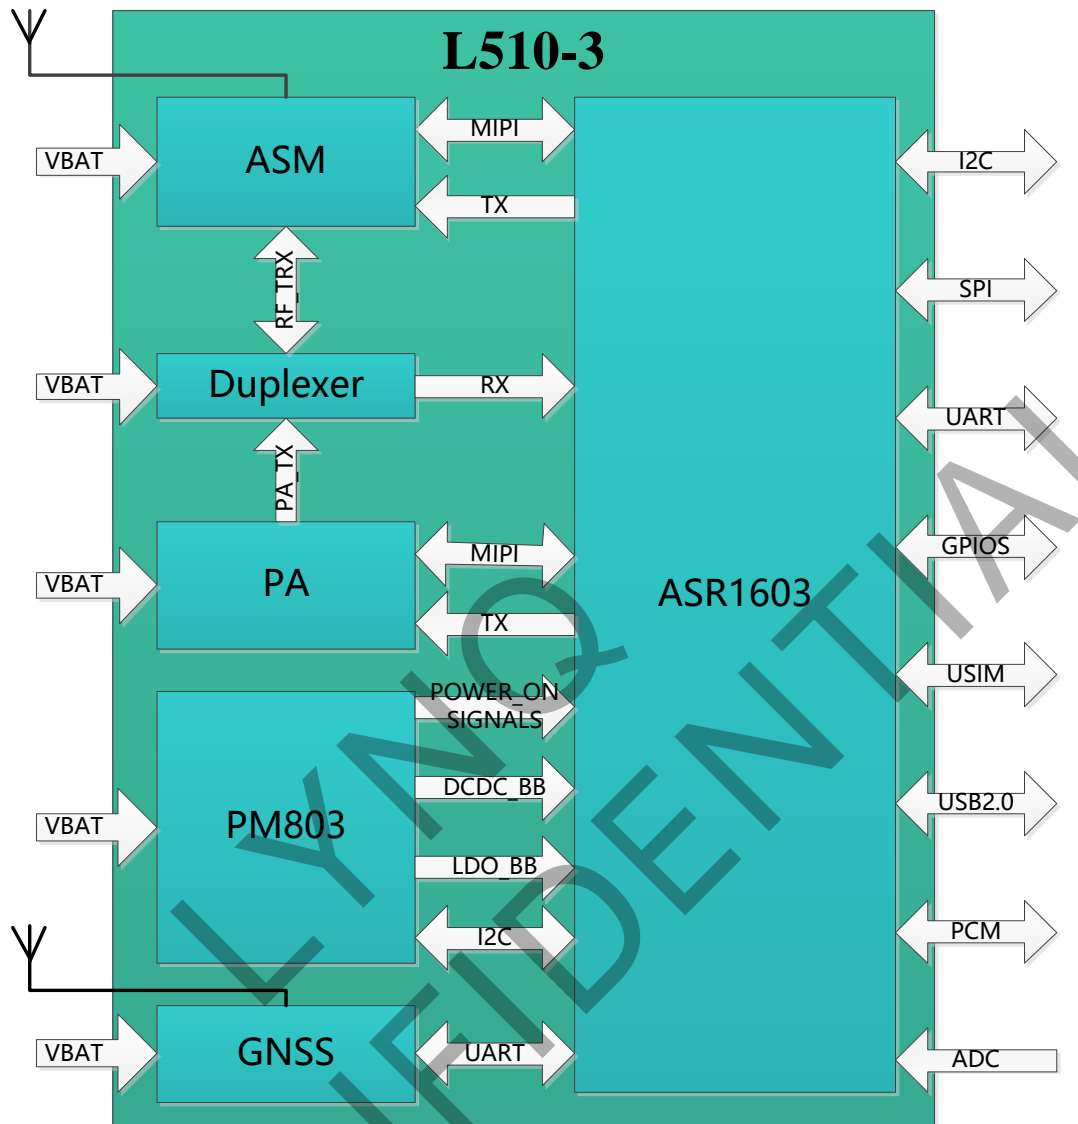 L510-3
ASM
MIPI
VBAT
I2C
TX
SPI
RF_TRX
VBAT
Duplexer
RX
UART
PA_TX
GPIOS
MIPI
VBAT
PA
ASR1603
TX
USIM
POWER_ON
SIGNALS
DCDC_BB
USB2.0
VBAT
PM803
LDO_BB
PCM
I2C
VBAT
GNSS
UART
ADC
LYNQ
FIDENTIAL